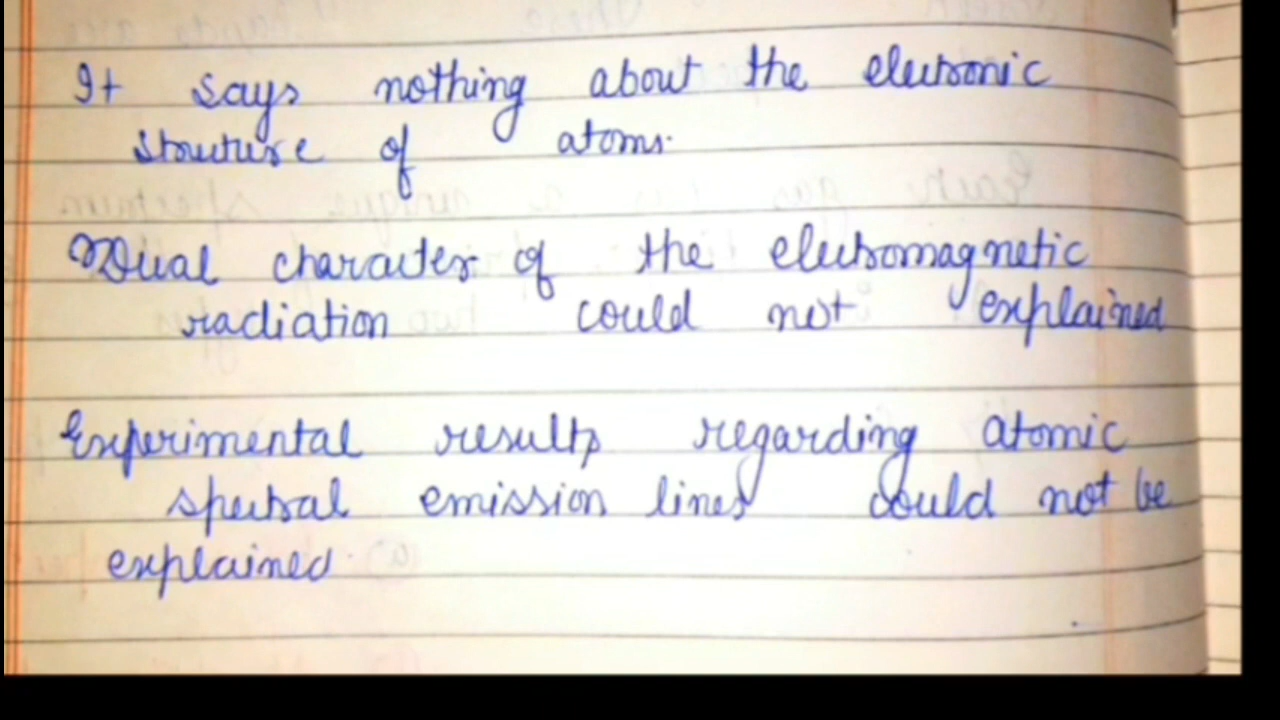 It says nothing about the electronic
structure of atoms.
Dual character of the electromagnetic
radiation could not explained
Experimental results regarding atomic
spectral emission lines could not be
explained.